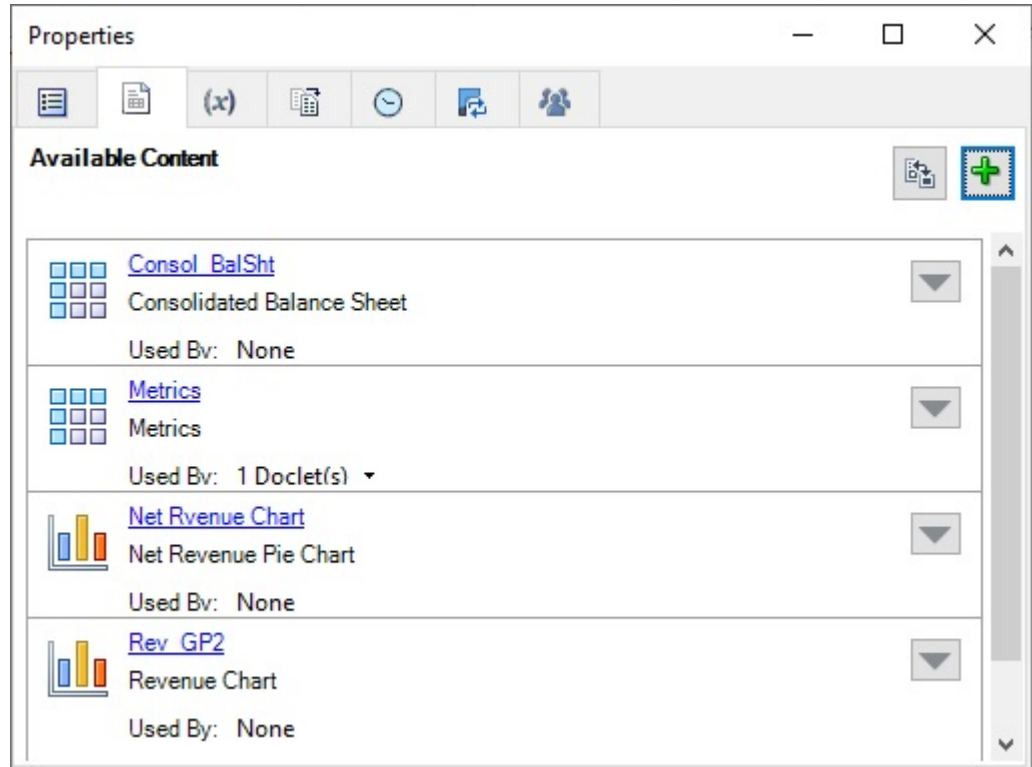 Properties
(x)
Available Content
Consol_BalSht
Consolidated Balance Sheet
Used By: None
Metrics
Metrics
Used By: 1 Doclet(s)
Net Rvenue Chart
Net Revenue Pie Chart
Used By: None
Rev_GP2
Revenue Chart
Used By: None